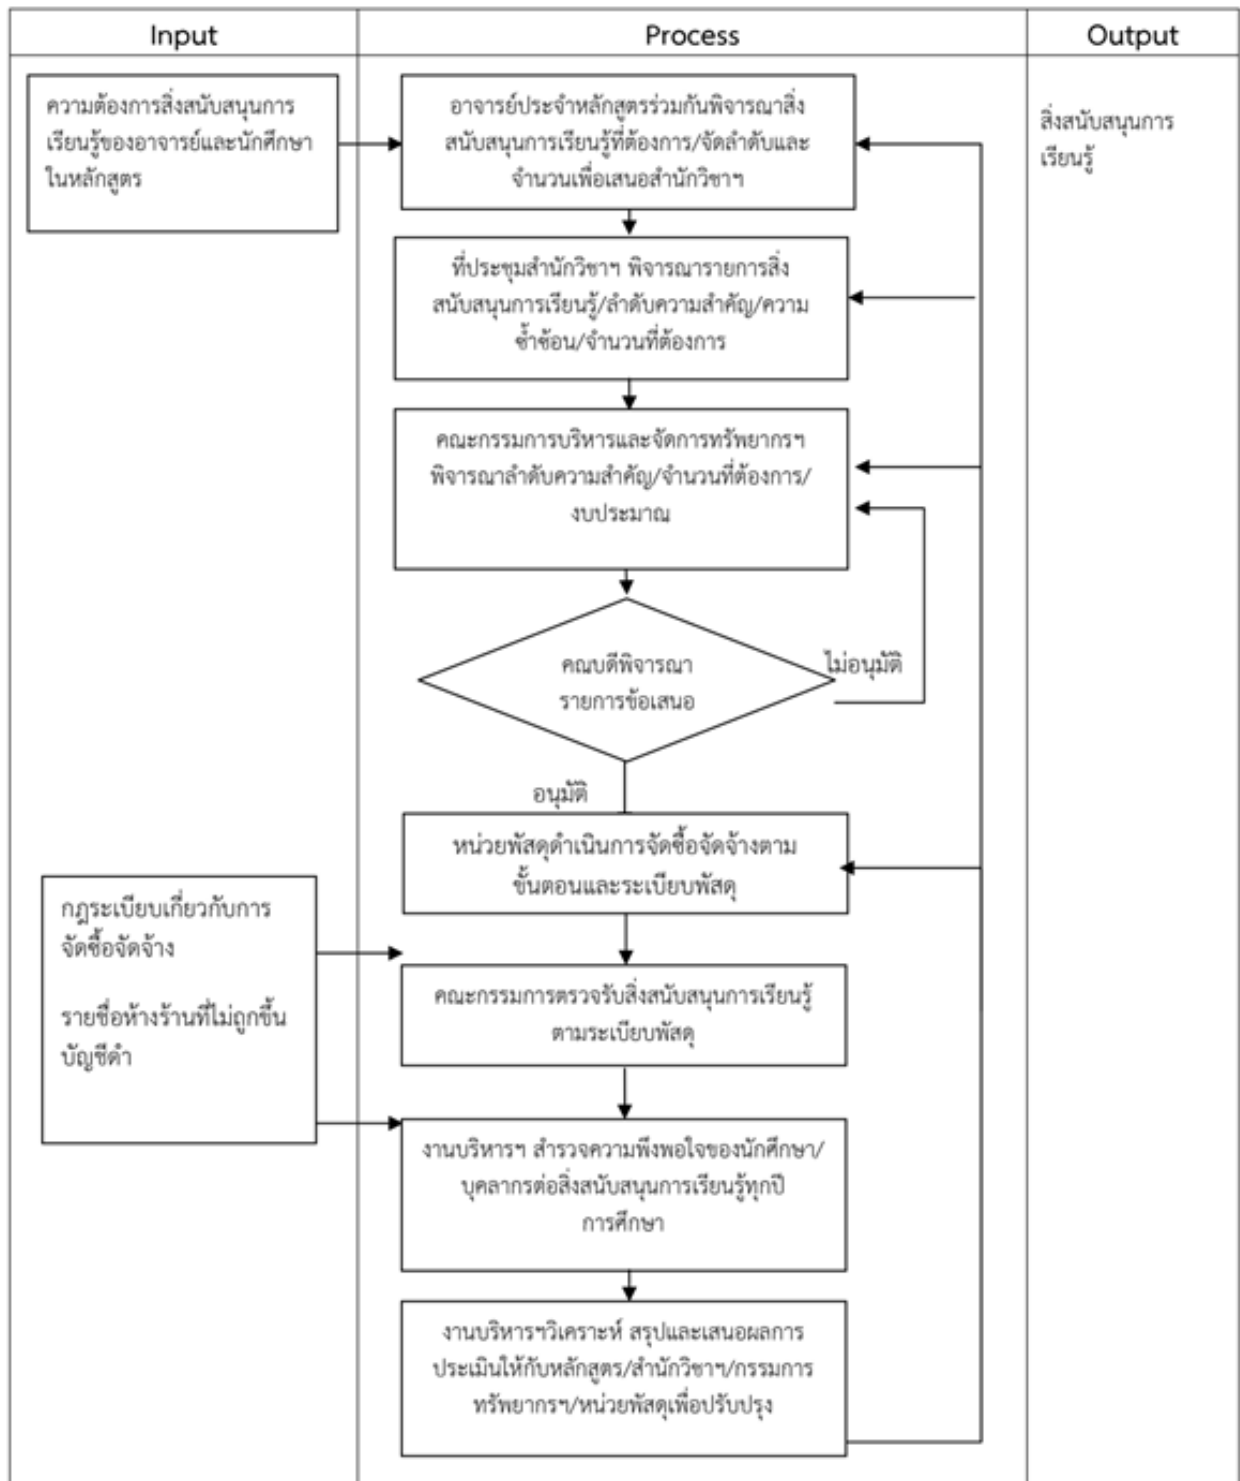 Input
Process
Output
ความต้องการสิ่งสนับสนุนการ
เรียนรู้ของอาจารย์และนักศึกษา
ในหลักสูตร
อาจารย์ประจำหลักสูตรร่วมกันพิจารณาสิ่ง
สนับสนุนการเรียนรู้ที่ต้องการ/จัดลำดับและ
จำนวนเพื่อเสนอสำนักวิชาฯ
สิ่งสนับสนุนการ
เรียนรู้
ที่ประชุมสำนักวิชาฯ พิจารณารายการสิ่ง
สนับสนุนการเรียนรู้/ลำดับความสำคัญ/ความ
ซ้ำซ้อน/จำนวนที่ต้องการ
คณะกรรมการบริหารและจัดการทรัพยากรฯ
พิจารณาลำดับความสำคัญ/จำนวนที่ต้องการ/
งบประมาณ
คณบดีพิจารณา
รายการข้อเสนอ
ไม่อนุมัติ
อนุมัติ
หน่วยพัสดุดำเนินการจัดซื้อจัดจ้างตาม
ขั้นตอนและระเบียบพัสดุ
กฎระเบียบเกี่ยวกับการ
จัดซื้อจัดจ้าง
รายชื่อห้างร้านที่ไม่ถูกขึ้น
บัญชีดำ
คณะกรรมการตรวจรับสิ่งสนับสนุนการเรียนรู้
ตามระเบียบพัสดุ
งานบริหารฯ สำรวจความพึงพอใจของนักศึกษา/
บุคลากรต่อสิ่งสนับสนุนการเรียนรู้ทุกปี
การศึกษา
งานบริหารฯวิเคราะห์ สรุปและเสนอผลการ
ประเมินให้กับหลักสูตร/สำนักวิชาฯ/กรรมการ
ทรัพยากรฯ/หน่วยพัสดุเพื่อปรับปรุง